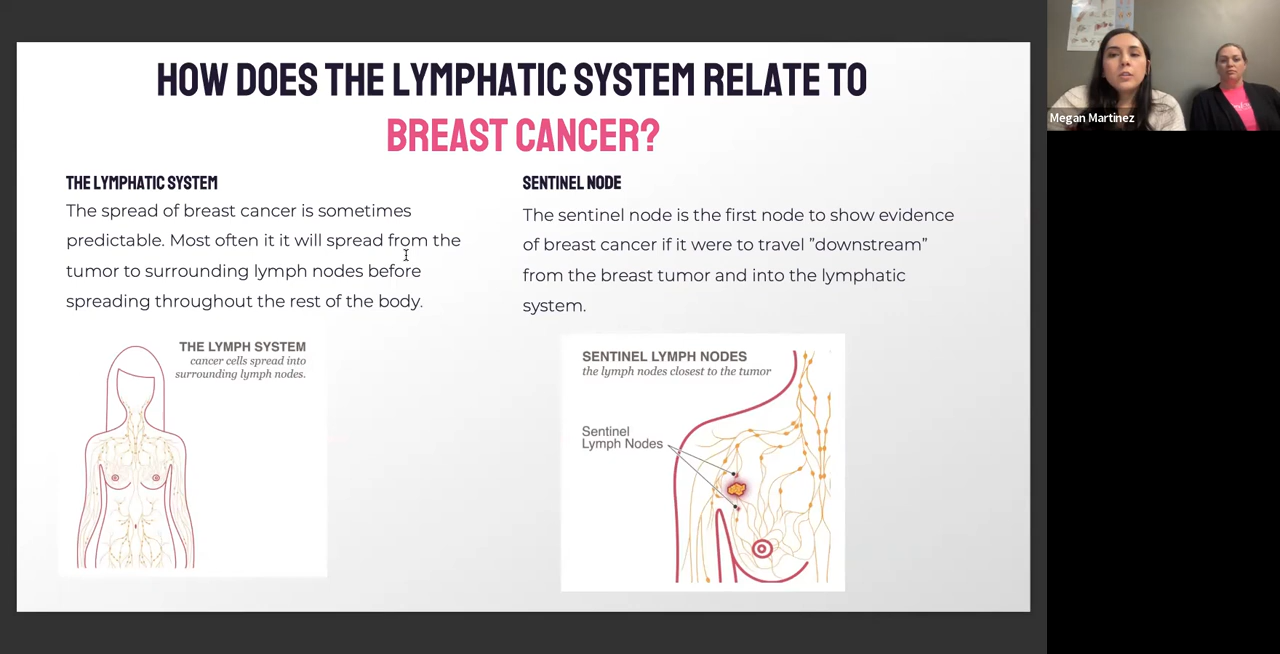 HOW DOES THE LYMPHATIC SYSTEM RELATE TO
BREAST CANCER?
THE LYMPHATIC SYSTEM
The spread of breast cancer is sometimes
predictable. Most often it it will spread from the
tumor to surrounding lymph nodes before
spreading throughout the rest of the body.
THE LYMPH SYSTEM
cancer cells spread into
surrounding lymph nodes.
SENTINEL NODE
The sentinel node is the first node to show evidence
of breast cancer if it were to travel ”downstream”
from the breast tumor and into the lymphatic
system.
SENTINEL LYMPH NODES
the lymph nodes closest to the tumor
Sentinel
Lymph Nodes
Megan Martinez